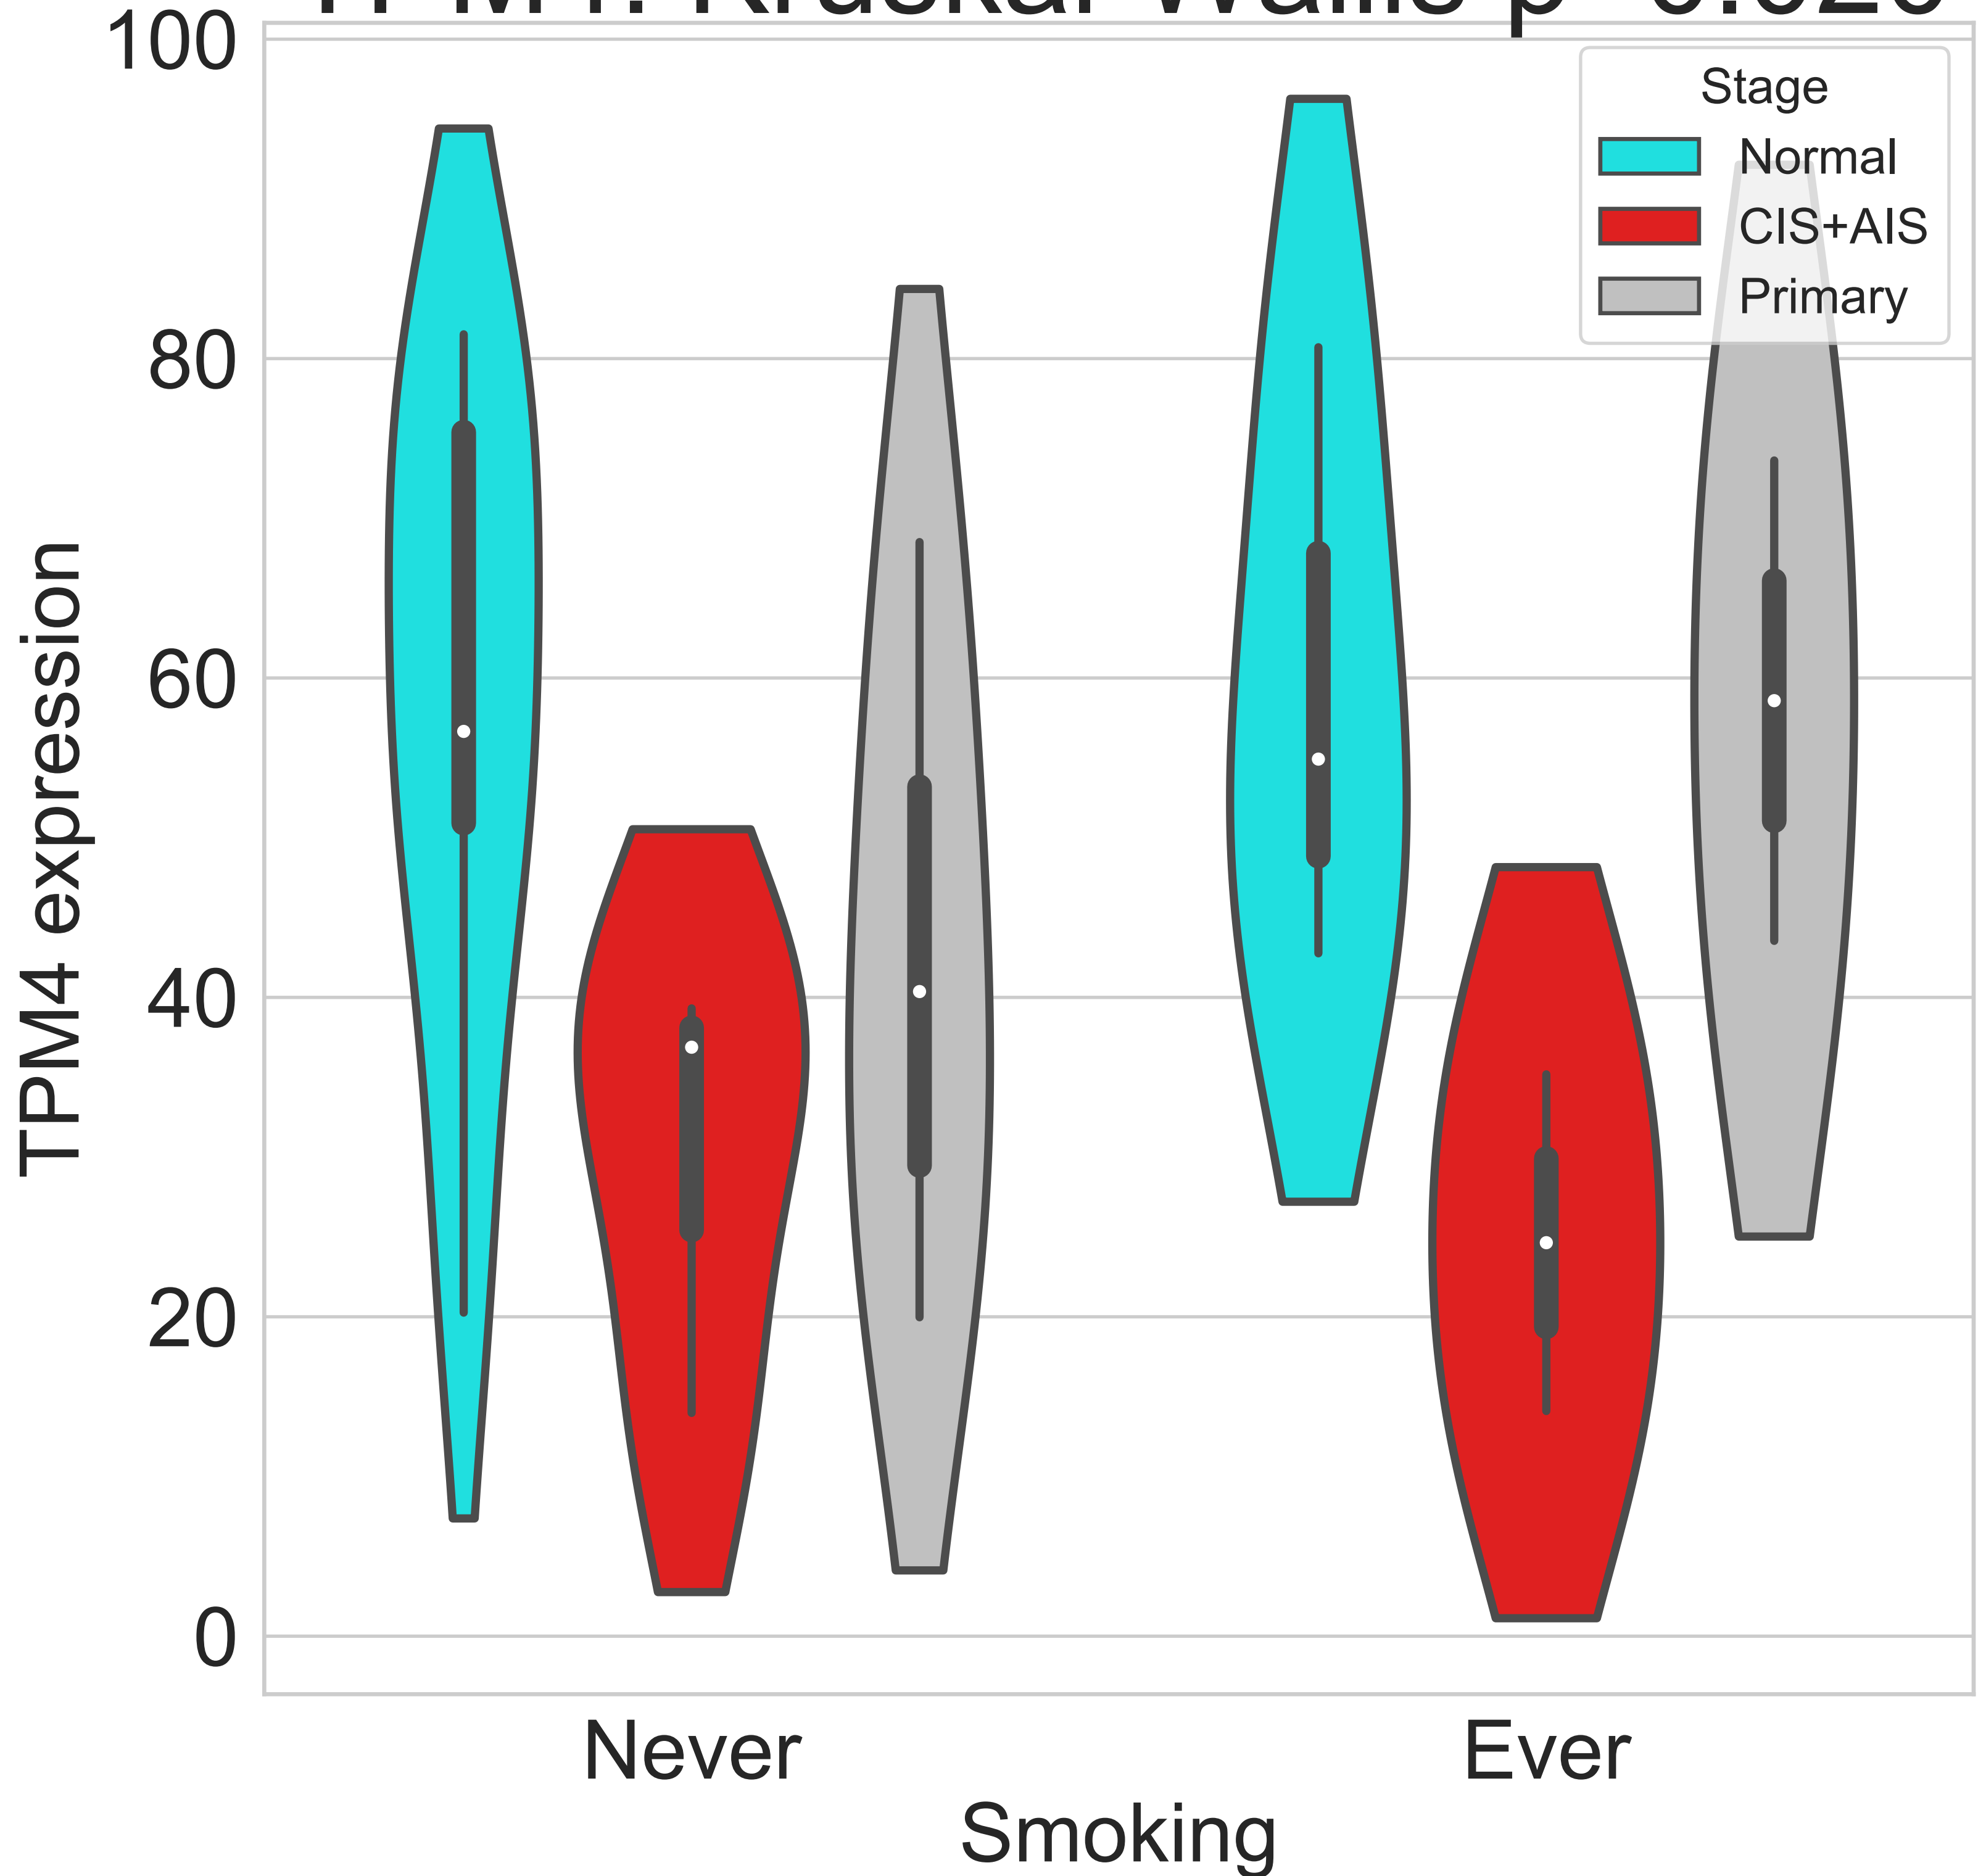 100
80
60
40
20
0
TPM4 expression
Stage
Normal
CIS+AIS
Primary
Never
Ever
Smoking